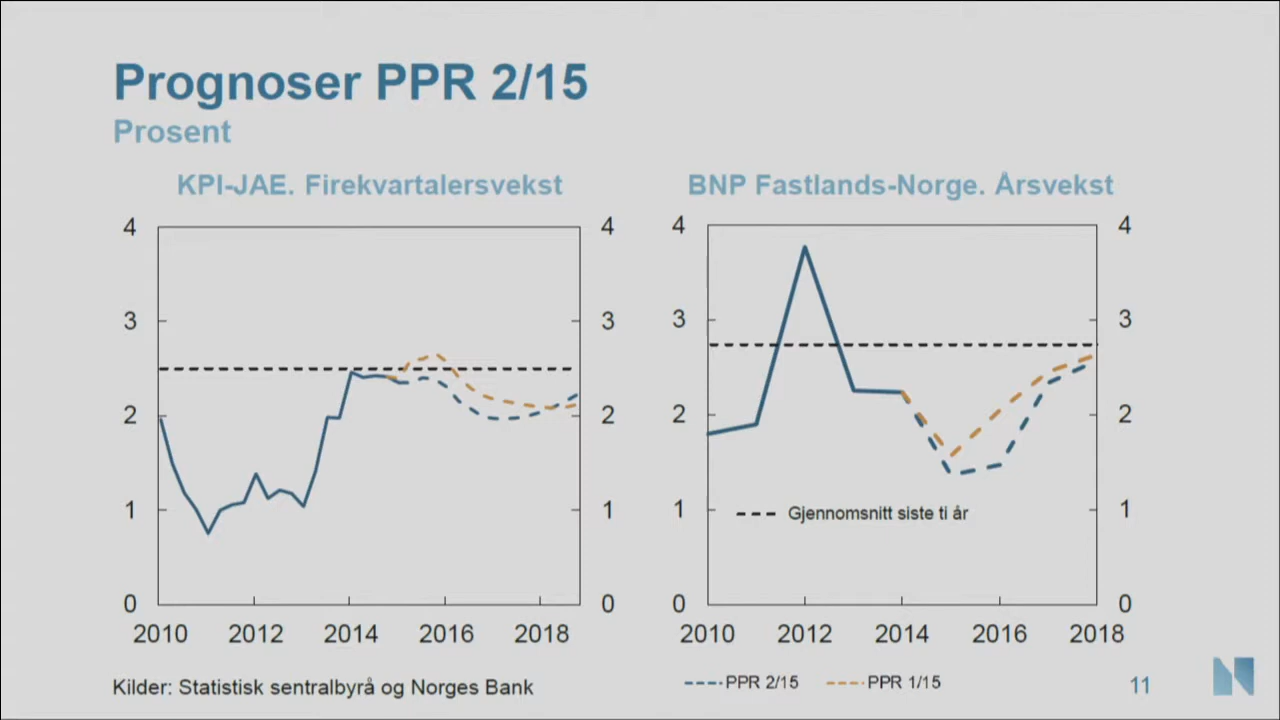 Prognoser PPR 2/15
Prosent
KPI-JAE. Firekvartalersvekst
4
3
2
1
0
4
3
2
1
0
2010 2012 2014 2016 2018
BNP Fastlands-Norge. Årsvekst
4
3
2
1
0
4
3
2
1
0
Gjennomsnitt siste ti år
2010 2012 2014 2016 2018
Kilder: Statistisk sentralbyrå og Norges Bank
PPR 2/15 PPR 1/15
11